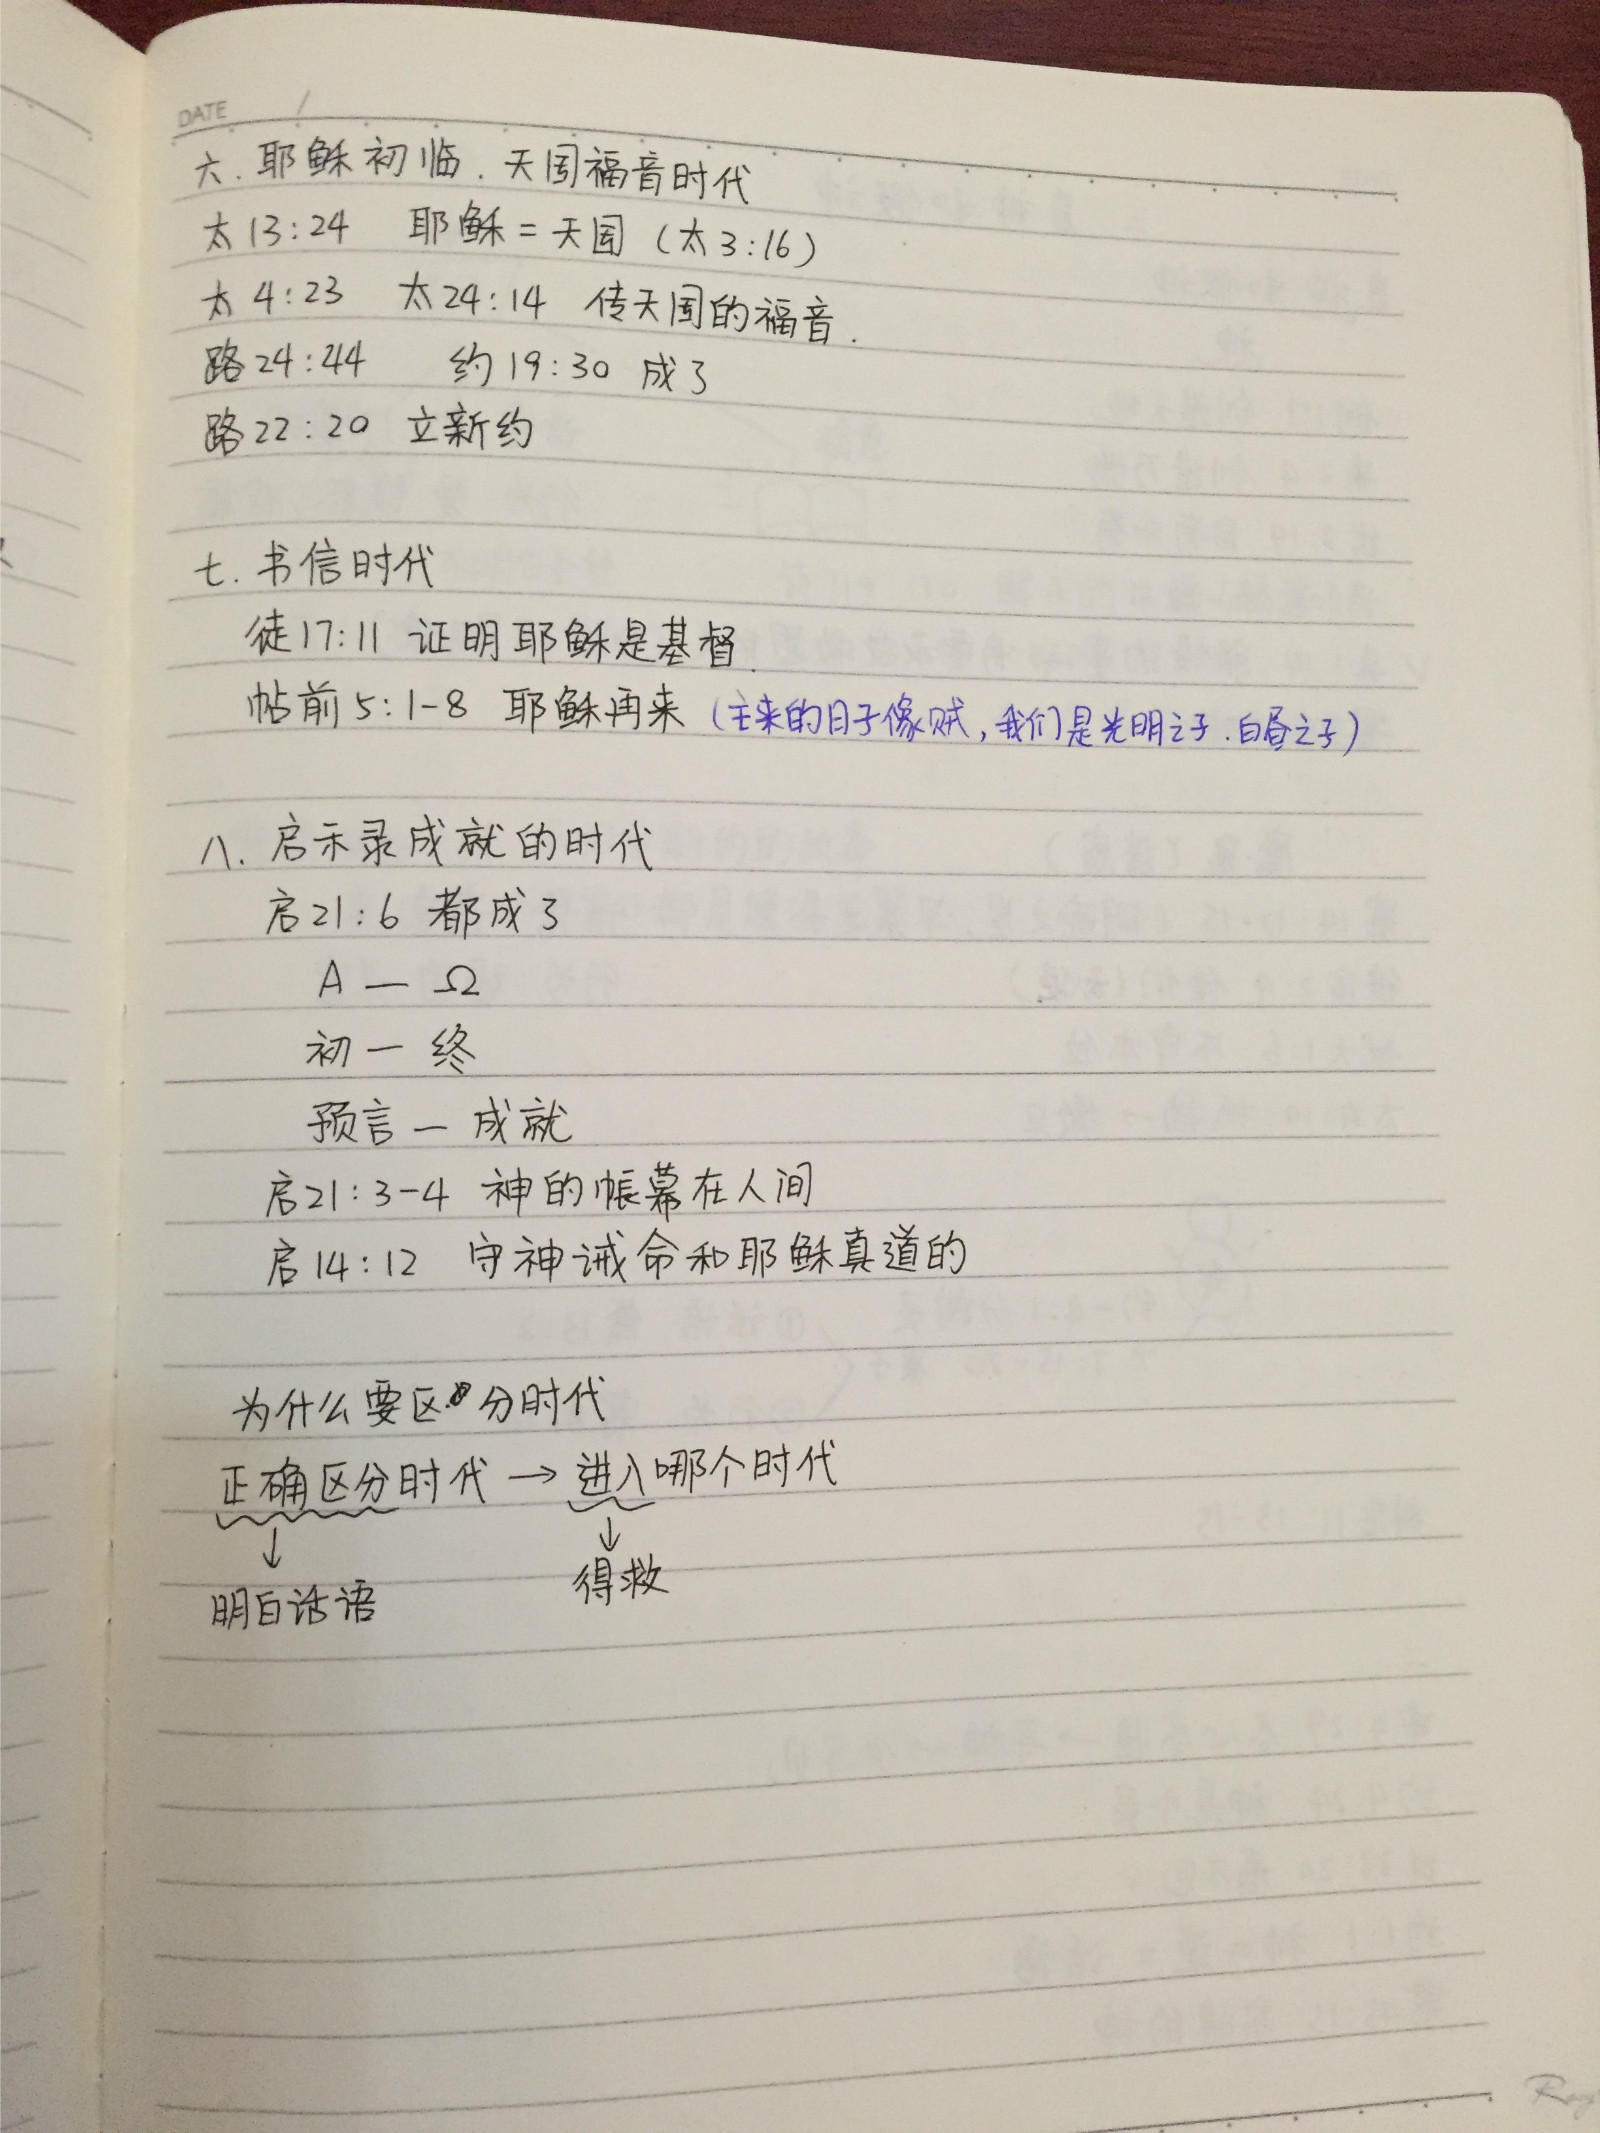 DATE /
六.耶稣初临.天国福音时代
太13:24 耶稣=天国(太3:16)
太4:23 太24:14 传天国的福音.
路24:44 约19:30 成了
路22:20 立新约
七.书信时代
徒17:11 证明耶稣是基督.
帖前5:1-8 耶稣再来(主来的日子像贼,我们是光明之子.白昼之子)
八.启示录成就的时代
启21:6 都成了
A — Ω
初 — 终
预言 — 成就
启21:3-4 神的帐幕在人间
启14:12 守神诫命和耶稣真道的
为什么要区分时代
正确区分时代 → 进入哪个时代
↓ ↓
明白话语 得救